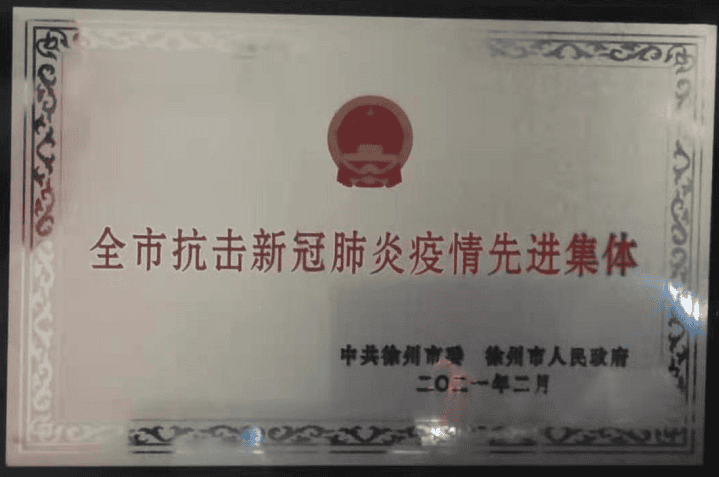 全市抗击新冠肺炎疫情先进集体
中共徐州市委 徐州市人民政府
二〇二一年二月